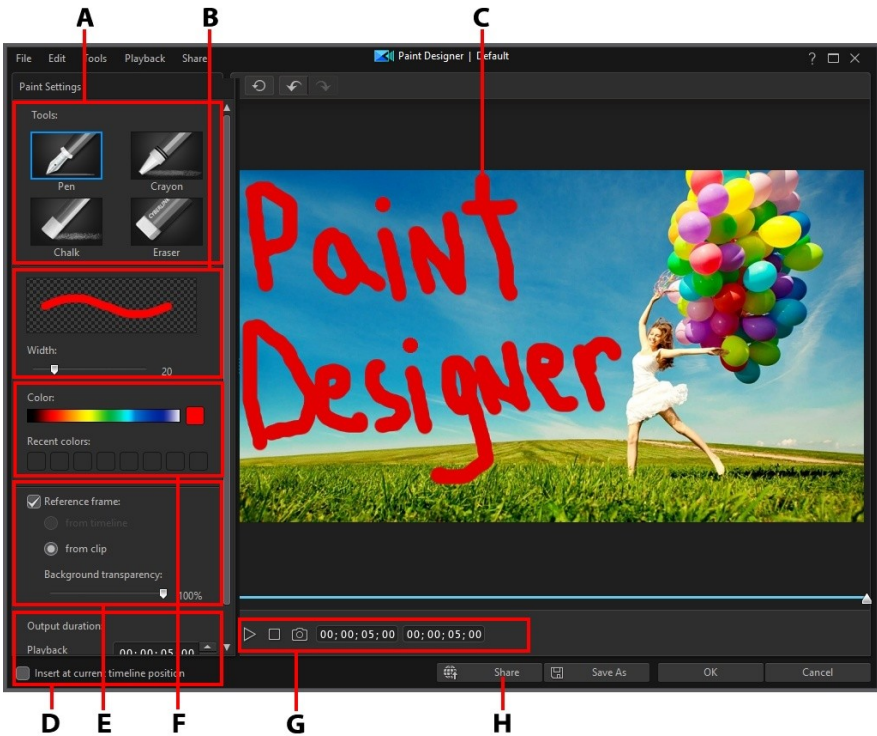 A B C
File Edit Tools Playback Share Paint Designer | Default ?
Paint Settings
Tools:
Pen Crayon
CYBERLINK
Chalk Eraser
Paint
Designer
Width:
20
Color:
Recent colors:
Reference frame:
from timeline
from clip
Background transparency:
100%
Output duration
Playback 00; 00; 05; 00
00; 00; 05; 00 00; 00; 05; 00
Insert at current timeline position
Share Save As OK Cancel
D E F G H